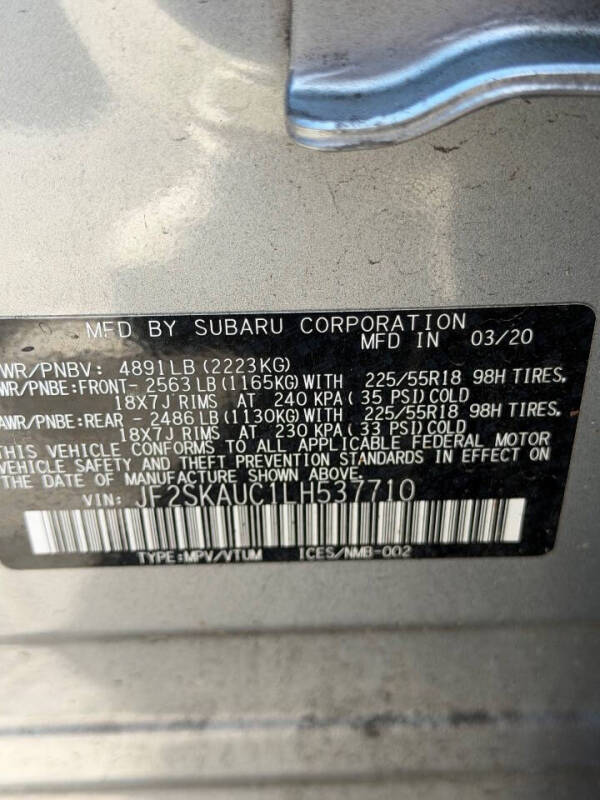 MFD BY SUBARU CORPORATION
MFD IN 03/20
WR/PNBV: 4891LB (2223KG)
WR/PNBE:FRONT- 2563 LB (1165KG) WITH 225/55R18 98H TIRES,
18X7J RIMS AT 240 KPA ( 35 PSI) COLD
AWR/PNBE:REAR - 2486 LB (1130KG) WITH 225/55R18 98H TIRES,
18X7J RIMS AT 230 KPA ( 33 PSI) COLD
THIS VEHICLE CONFORMS TO ALL APPLICABLE FEDERAL MOTOR
VEHICLE SAFETY AND THEFT PREVENTION STANDARDS IN EFFECT ON
THE DATE OF MANUFACTURE SHOWN ABOVE.
VIN: JF2SKAUC1LH537710
TYPE:MPV/VTUM ICES/NMB-002